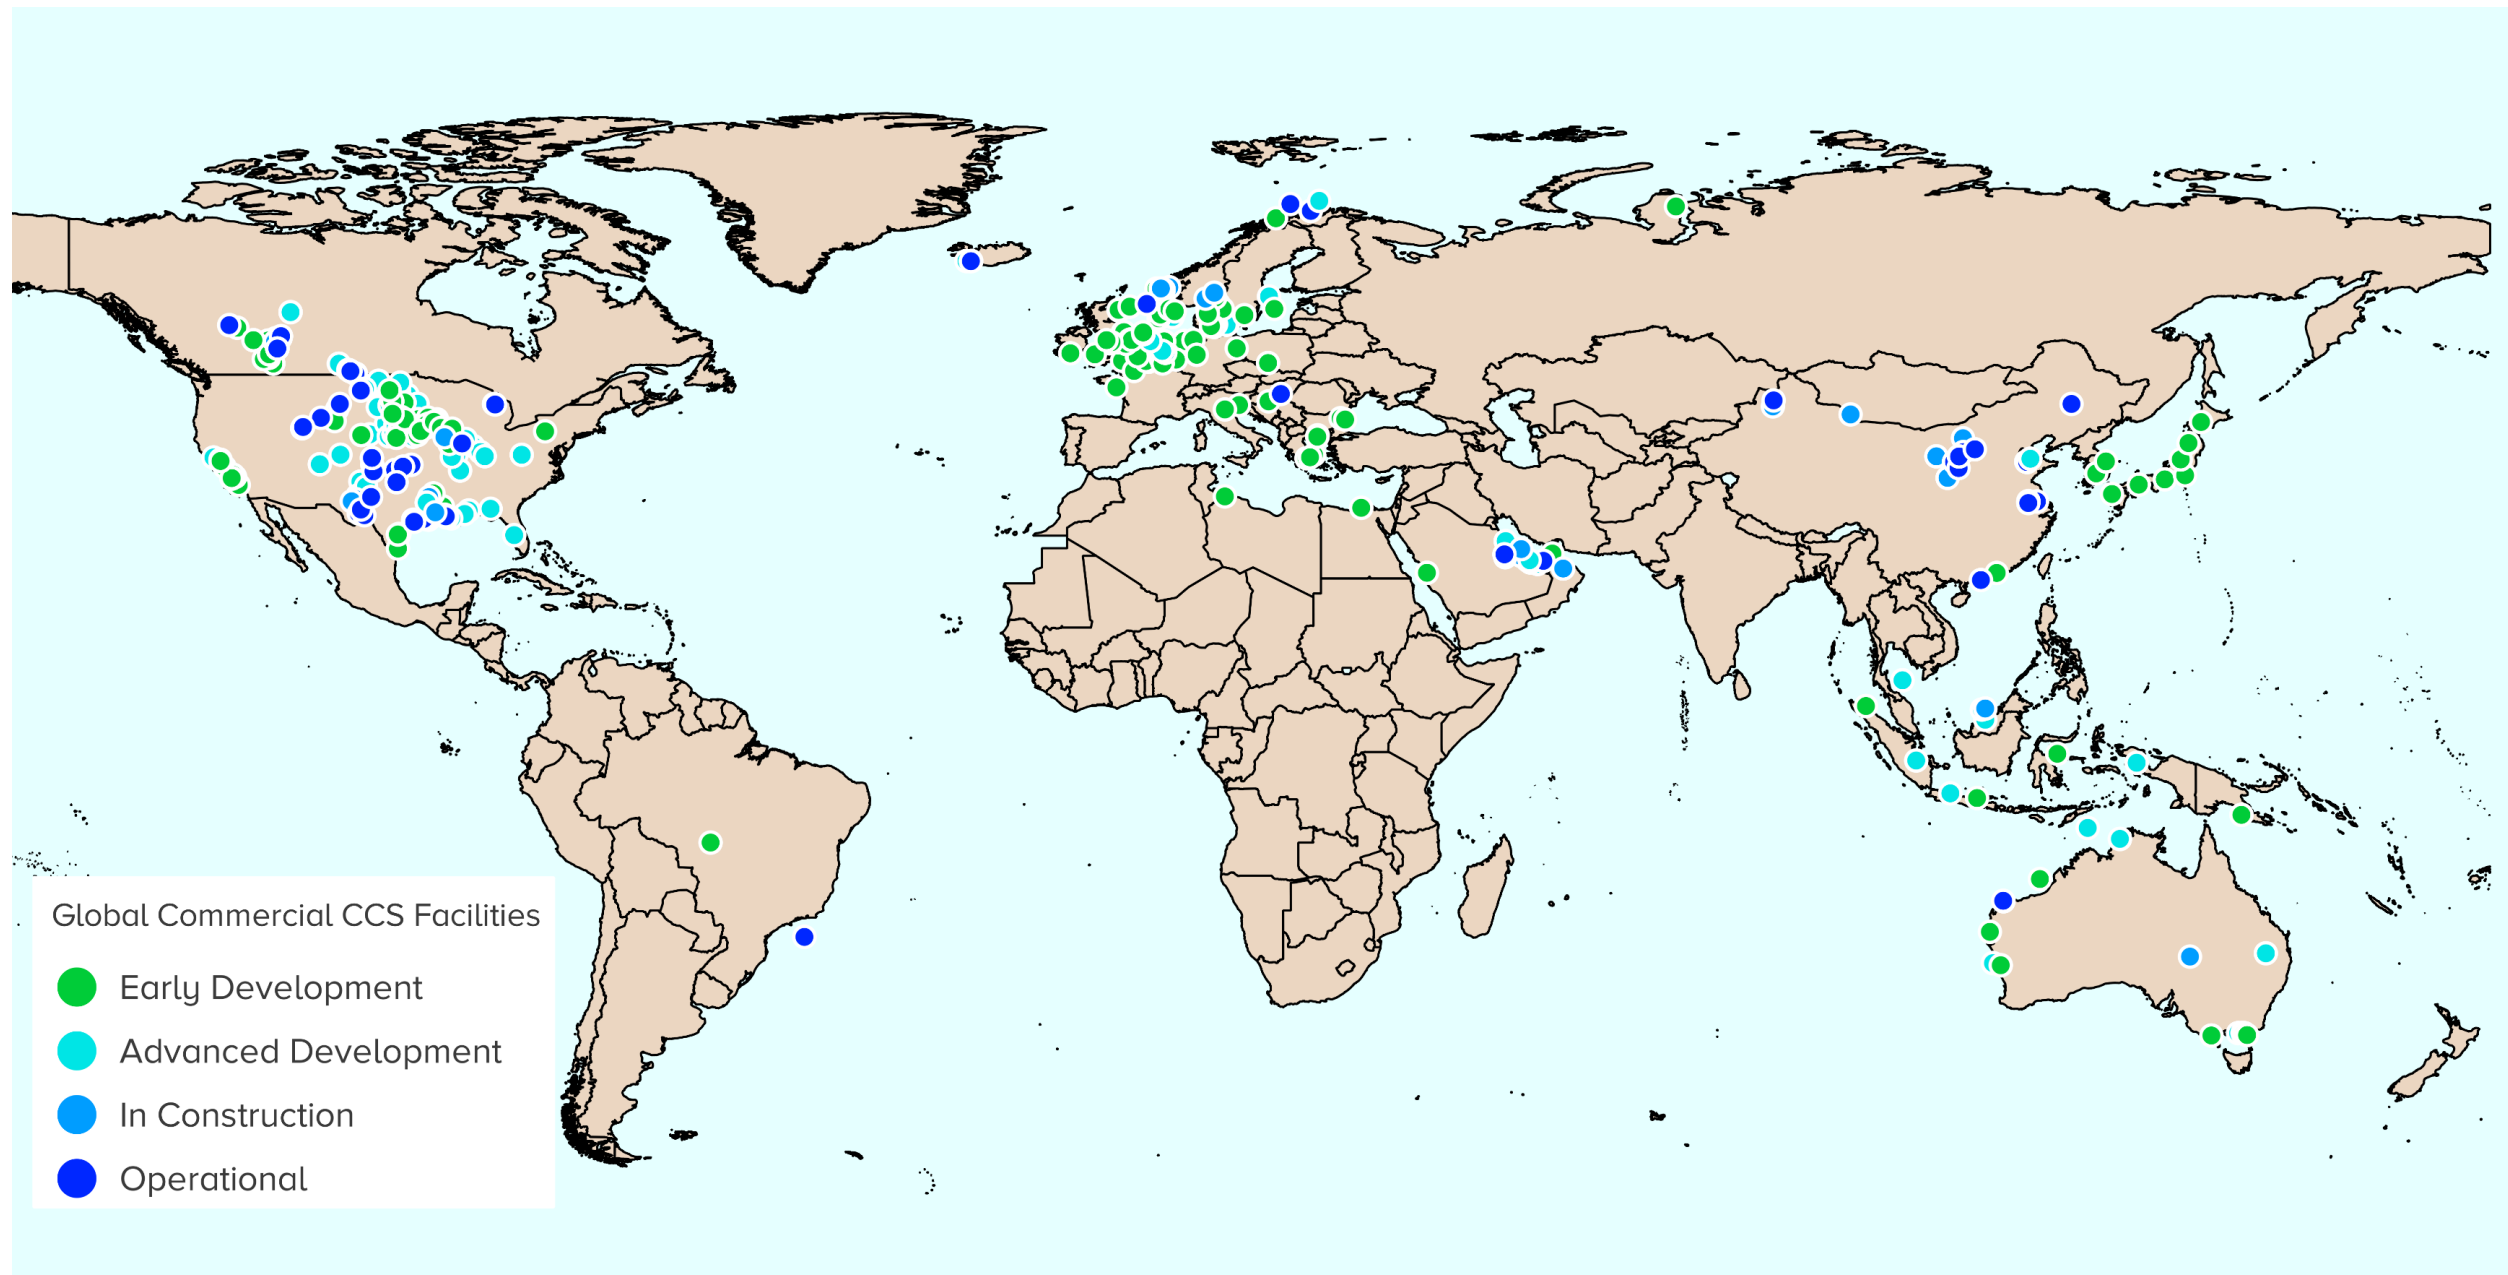 Global Commercial CCS Facilities
Early Development
Advanced Development
In Construction
Operational